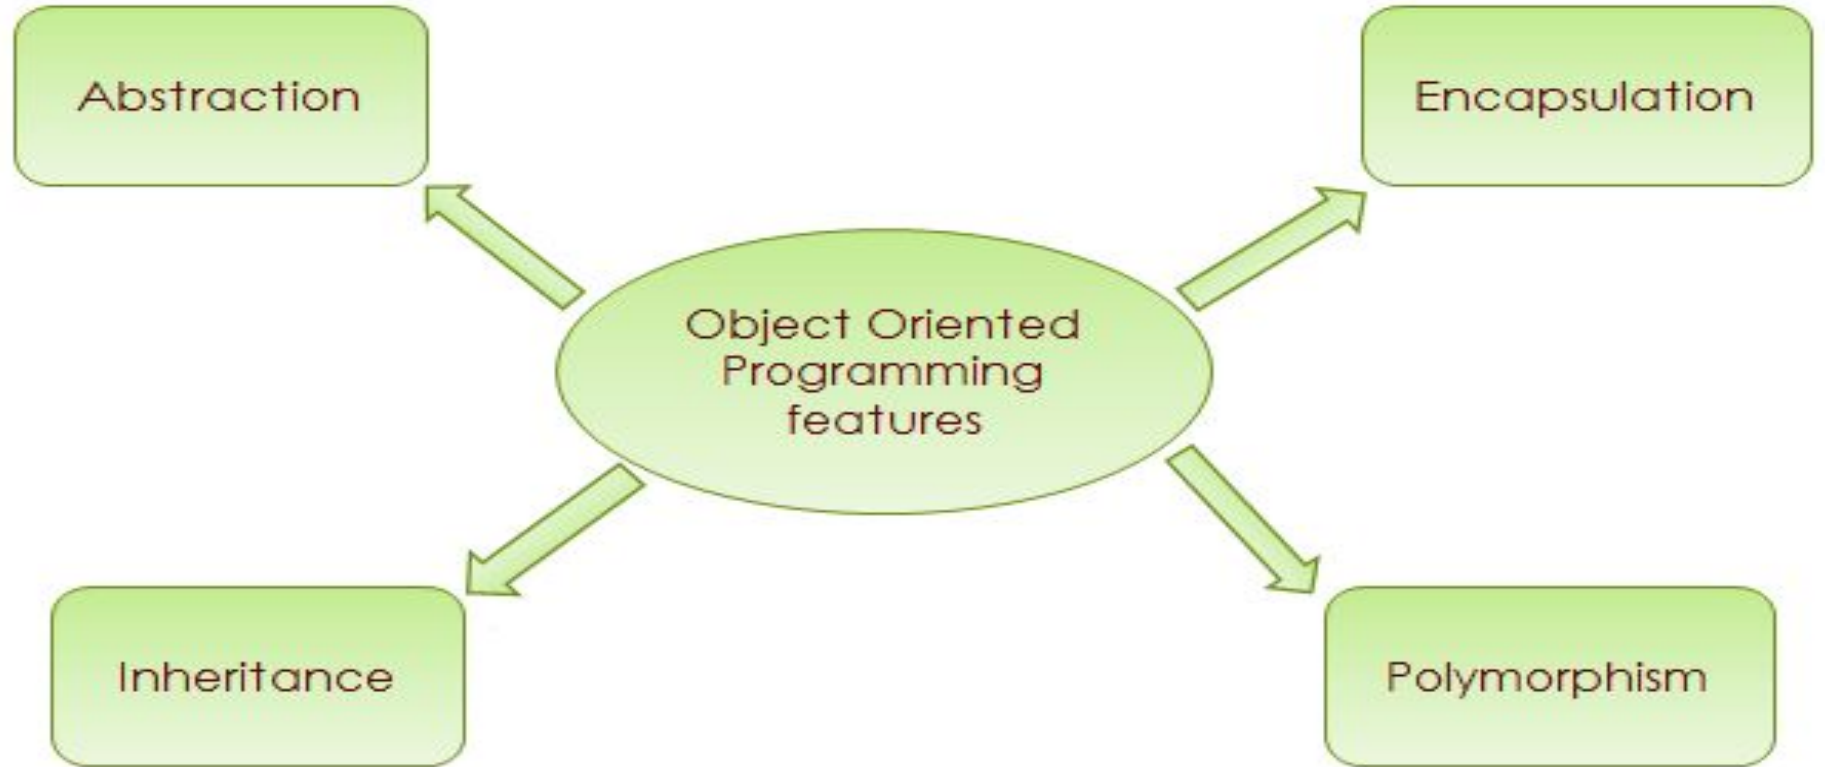 Abstraction
Encapsulation
Object Oriented
Programming
features
Inheritance
Polymorphism